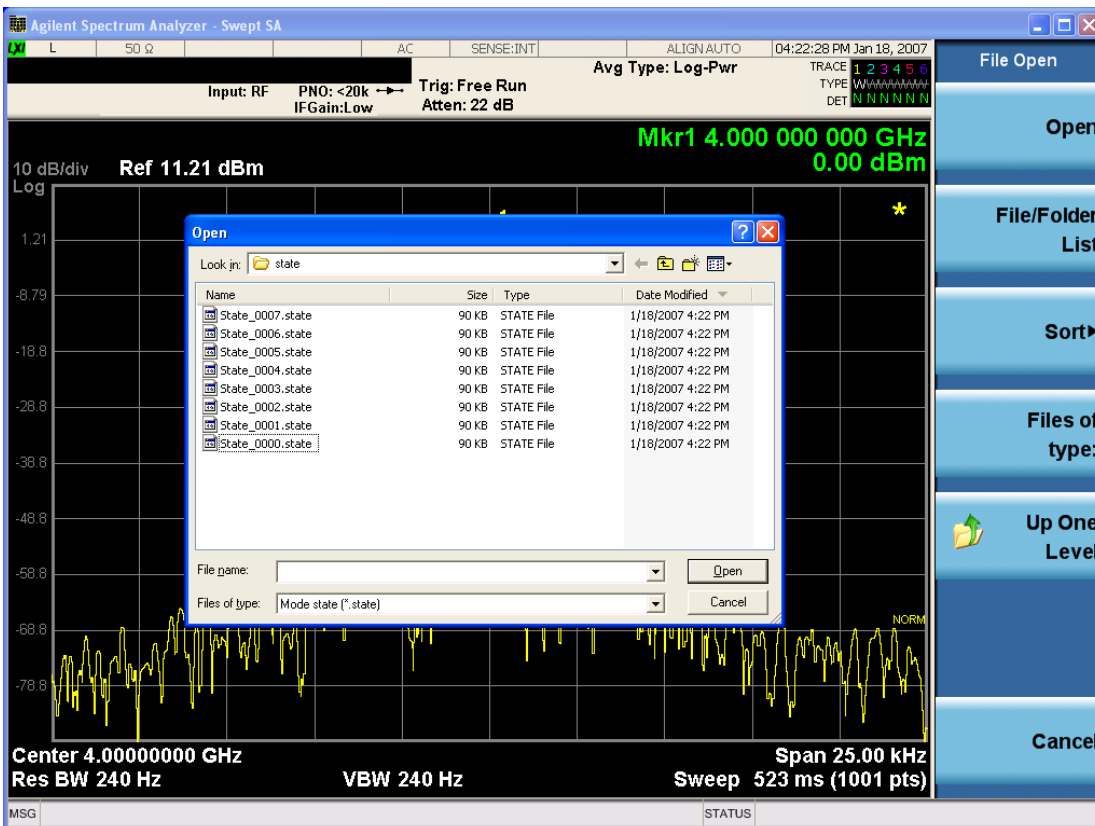 Agilent Spectrum Analyzer - Swept SA
LXI L 50 Ω AC SENSE:INT ALIGN AUTO 04:22:28 PM Jan 18, 2007
Input: RF PNO: <20k
IFGain:Low
Trig: Free Run
Atten: 22 dB
Avg Type: Log-Pwr
TRACE 1 2 3 4 5 6
TYPE WWWWWW
DET N N N N N N
Mkr1 4.000 000 000 GHz
0.00 dBm
10 dB/div Ref 11.21 dBm
Log
1.21
-8.79
-18.8
-28.8
-38.8
-48.8
-58.8
-68.8
-78.8
NORM
Open
Look in: state
Name Size Type Date Modified
State_0007.state 90 KB STATE File 1/18/2007 4:22 PM
State_0006.state 90 KB STATE File 1/18/2007 4:22 PM
State_0005.state 90 KB STATE File 1/18/2007 4:22 PM
State_0004.state 90 KB STATE File 1/18/2007 4:22 PM
State_0003.state 90 KB STATE File 1/18/2007 4:22 PM
State_0002.state 90 KB STATE File 1/18/2007 4:22 PM
State_0001.state 90 KB STATE File 1/18/2007 4:22 PM
State_0000.state 90 KB STATE File 1/18/2007 4:22 PM
File name: Open
Files of type: Mode state (*.state) Cancel
Center 4.00000000 GHz Span 25.00 kHz
Res BW 240 Hz VBW 240 Hz Sweep 523 ms (1001 pts)
MSG STATUS
File Open
Open
File/Folder
List
Sort
Files of
type:
Up One
Level
Cancel